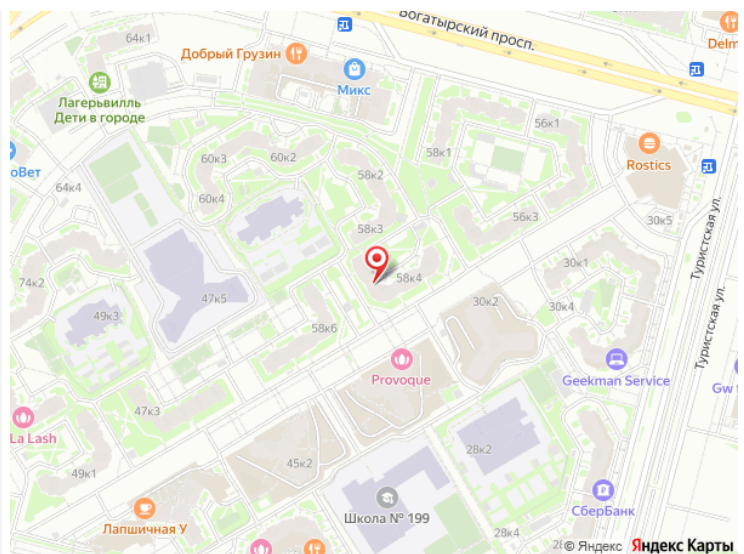 64к1
Богатырский просп.
Добрый Грузин
Delm
Микс
Лагерьвилль
Дети в городе
56к1
58к1
Rostics
60к3
60к2
58к2
оВет
64к4
60к4
56к3
30к5
58к3
Туристская ул.
74к2
58к4
30к1
47к5
49к3
58к6
30к2
30к4
Туристская ул.
Provoque
Geekman Service
Gw
47к3
La Lash
49к1
45к2
28к2
СберБанк
Лапшичная У
Школа № 199
28к4
28к
© Яндекс Яндекс Карты